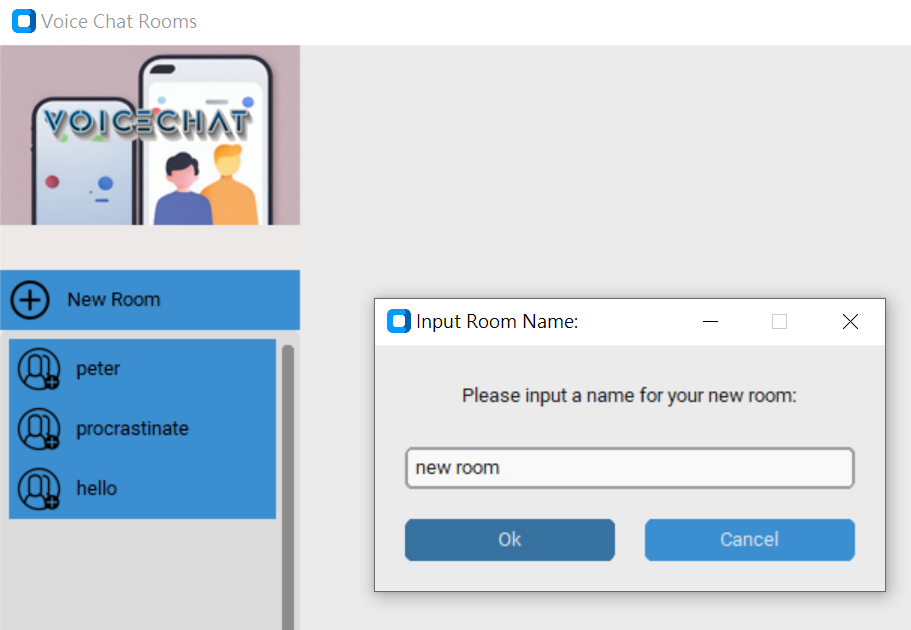 Voice Chat Rooms
VOICECHAT
New Room
peter
procrastinate
hello
Input Room Name:
Please input a name for your new room:
new room
Ok
Cancel